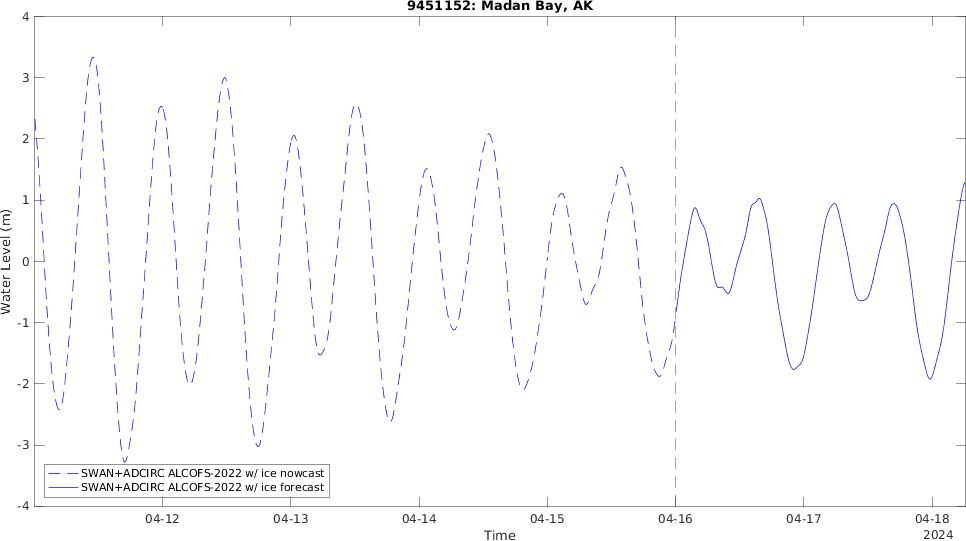 9451152: Madan Bay, AK
Water Level (m)
4
3
2
1
0
-1
-2
-3
-4
SWAN+ADCIRC ALCOFS-2022 w/ ice nowcast
SWAN+ADCIRC ALCOFS-2022 w/ ice forecast
04-12 04-13 04-14 04-15 04-16 04-17 04-18
Time
2024